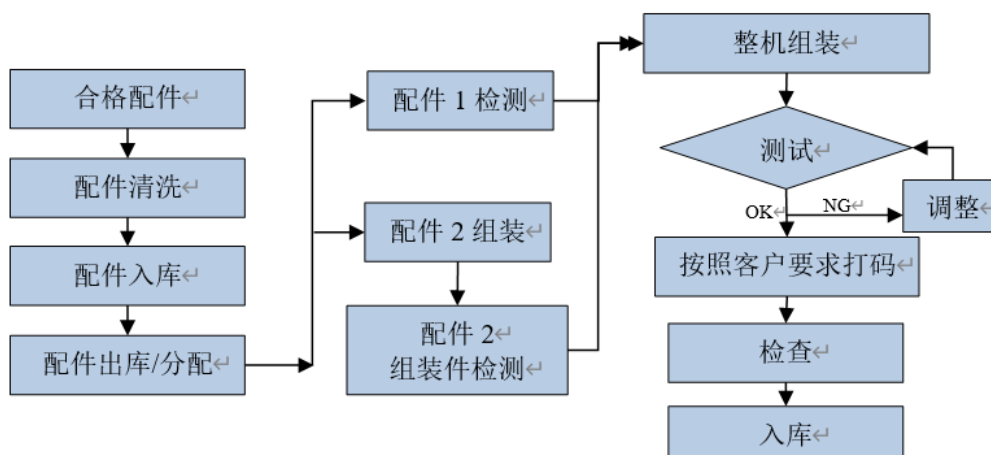 合格配件
配件清洗
配件入库
配件出库/分配
配件 1 检测
配件 2 组装
配件 2
组装件检测
整机组装
测试
OK
NG
调整
按照客户要求打码
检查
入库